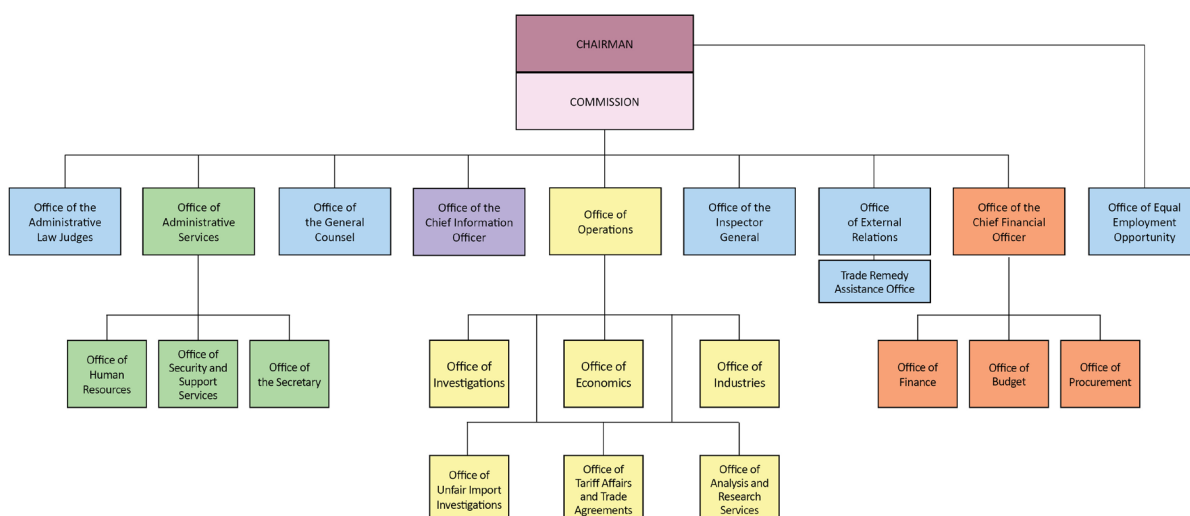 CHAIRMAN
COMMISSION
Office of the
Administrative
Law Judges
Office of
Administrative
Services
Office of
the General
Counsel
Office of the
Chief Information
Officer
Office of
Operations
Office of the
Inspector
General
Office
of External
Relations
Office of the
Chief Financial
Officer
Office of Equal
Employment
Opportunity
Trade Remedy
Assistance Office
Office of
Human
Resources
Office of
Security and
Support
Services
Office of
the Secretary
Office of
Investigations
Office of
Economics
Office of
Industries
Office of
Finance
Office of
Budget
Office of
Procurement
Office of
Unfair Import
Investigations
Office of
Tariff Affairs
and Trade
Agreements
Office of
Analysis and
Research
Services